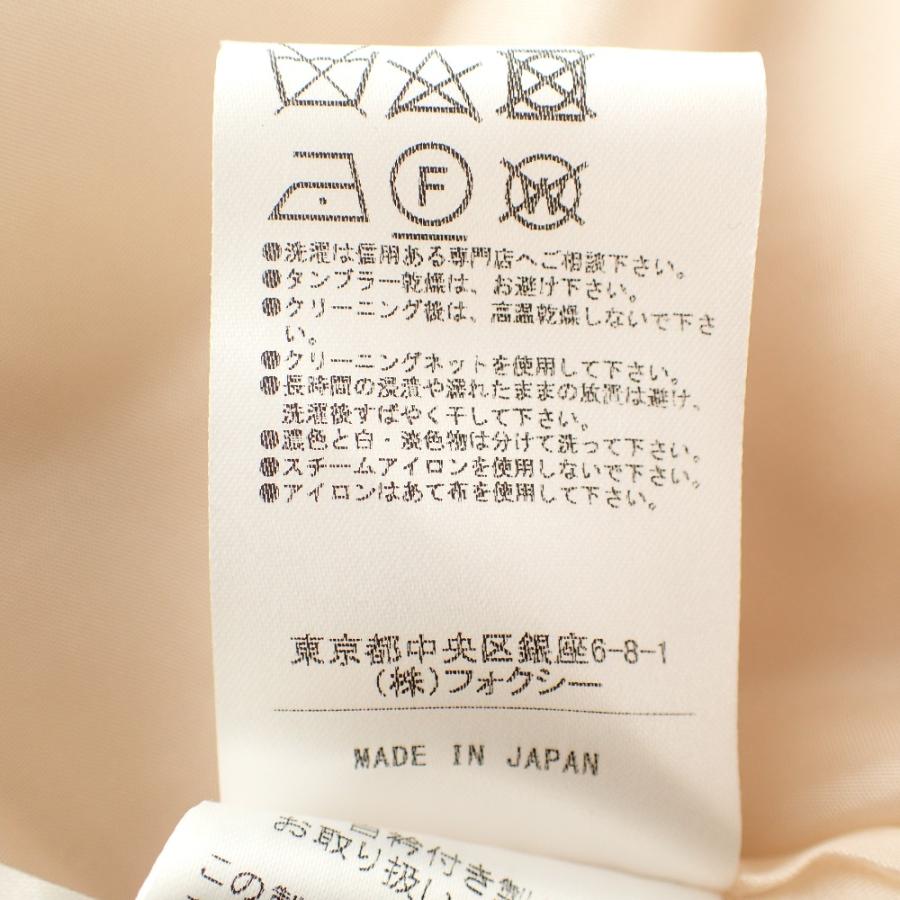 F
W
●洗濯は信用ある専門店へご相談下さい。
●タンブラー乾燥は、お避け下さい。
●クリーニング後は、高温乾燥しないで下さ
い。
●クリーニングネットを使用して下さい。
●長時間の浸漬や濡れたままの放置は避け、
洗濯後すばやく干して下さい。
●濃色と白・淡色物は分けて洗って下さい。
●スチームアイロンを使用しないで下さい。
●アイロンはあて布を使用して下さい。
東京都中央区銀座6-8-1
(株)フォクシー
MADE IN JAPAN
衿付き製
お取り扱い
この製